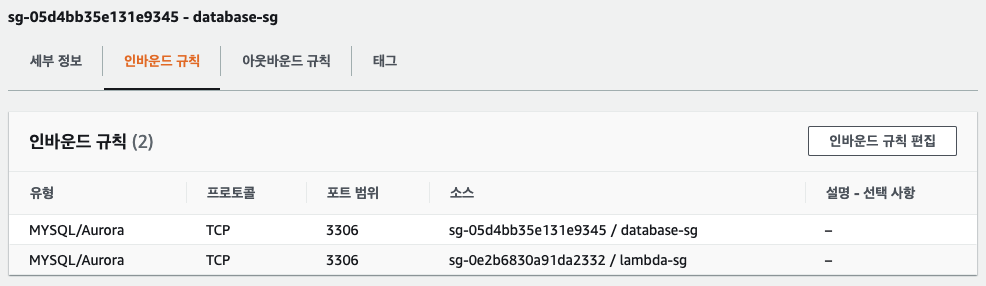 sg-05d4bb35e131e9345 - database-sg
세부 정보 인바운드 규칙 아웃바운드 규칙 태그
인바운드 규칙 (2) 인바운드 규칙 편집
유형 프로토콜 포트 범위 소스 설명 - 선택 사항
MYSQL/Aurora TCP 3306 sg-05d4bb35e131e9345 / database-sg –
MYSQL/Aurora TCP 3306 sg-0e2b6830a91da2332 / lambda-sg –